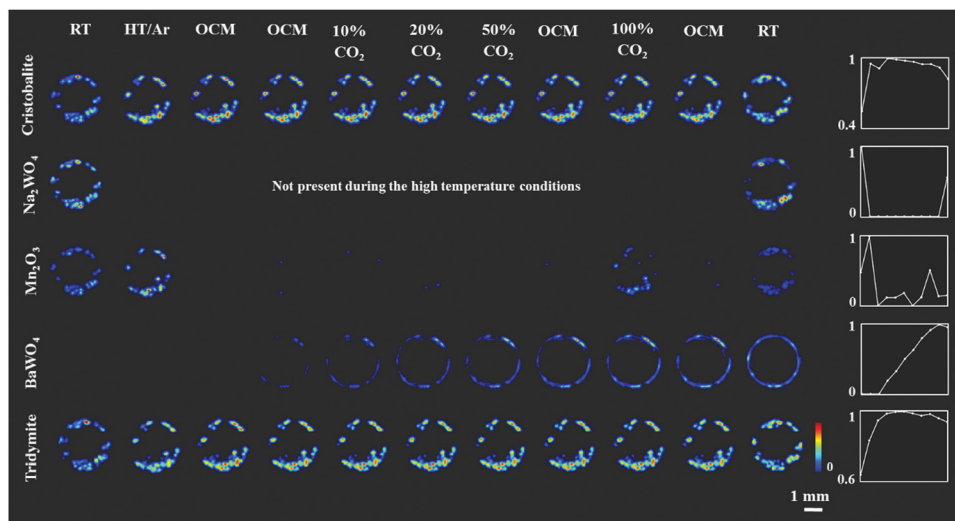 RT HT/Ar OCM OCM 10% CO₂ 20% CO₂ 50% CO₂ OCM 100% CO₂ OCM RT
Cristobalite
1
0.4
Na₂WO₄
Not present during the high temperature conditions
1
0
Mn₂O₃
1
0
BaWO₄
1
0
Tridymite
0
1
0.6
1 mm